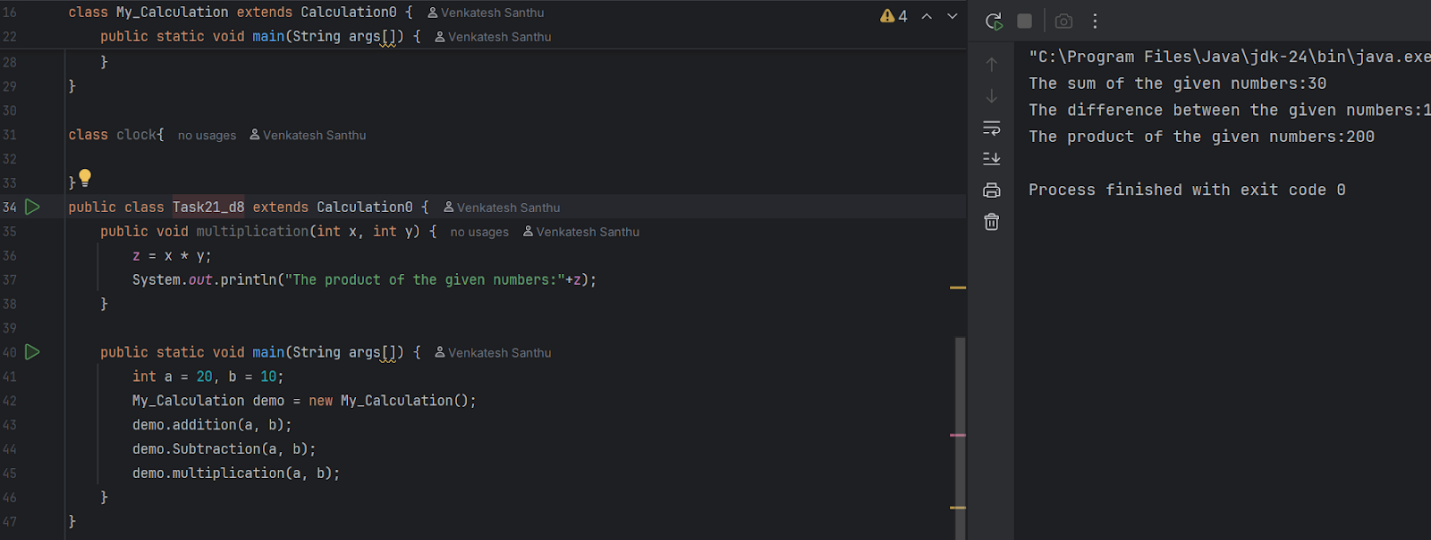 16 class My_Calculation extends Calculation0 { Venkatesh Santhu
4
22 public static void main(String args[]) { Venkatesh Santhu
28 }
29 }
30
31 class clock{ no usages Venkatesh Santhu
32
33 }
34 public class Task21_d8 extends Calculation0 { Venkatesh Santhu
35 public void multiplication(int x, int y) { no usages Venkatesh Santhu
36 z = x * y;
37 System.out.println("The product of the given numbers:"+z);
38 }
39
40 public static void main(String args[]) { Venkatesh Santhu
41 int a = 20, b = 10;
42 My_Calculation demo = new My_Calculation();
43 demo.addition(a, b);
44 demo.Subtraction(a, b);
45 demo.multiplication(a, b);
46 }
47 }
"C:\Program Files\Java\jdk-24\bin\java.exe
The sum of the given numbers:30
The difference between the given numbers:1
The product of the given numbers:200
Process finished with exit code 0